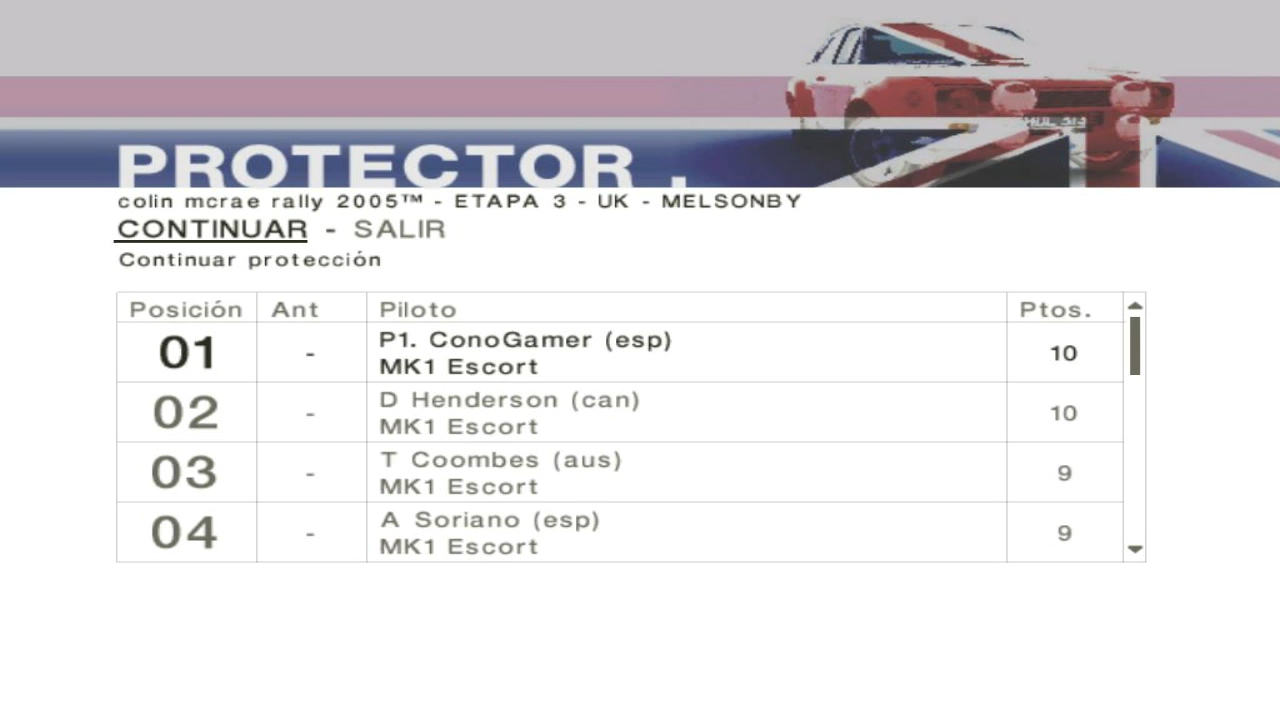 PROTECTOR .
colin mcrae rally 2005™ - ETAPA 3 - UK - MELSONBY
CONTINUAR - SALIR
Continuar protección
Posición Ant Piloto Ptos.
01 - P1. ConoGamer (esp) 10
MK1 Escort
02 - D Henderson (can) 10
MK1 Escort
03 - T Coombes (aus) 9
MK1 Escort
04 - A Soriano (esp) 9
MK1 Escort